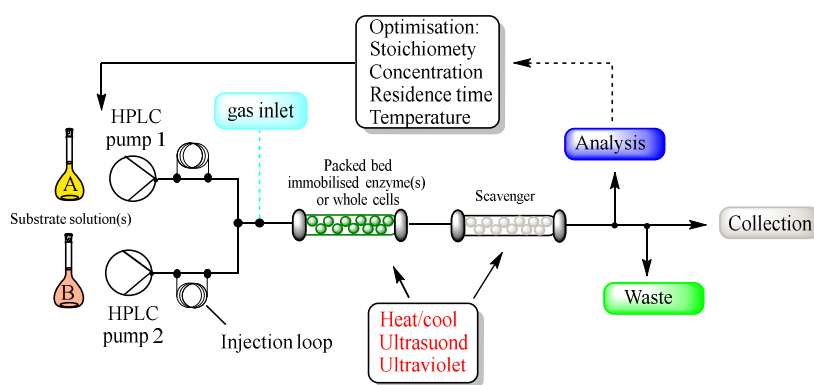 Optimisation:
Stoichiomety
Concentration
Residence time
Temperature
HPLC
pump 1
gas inlet
Analysis
A
Packed bed
immobilised enzyme(s)
or whole cells
Scavenger
Substrate solution(s)
Collection
B
HPLC
pump 2
Injection loop
Heat/cool
Ultrasuond
Ultraviolet
Waste